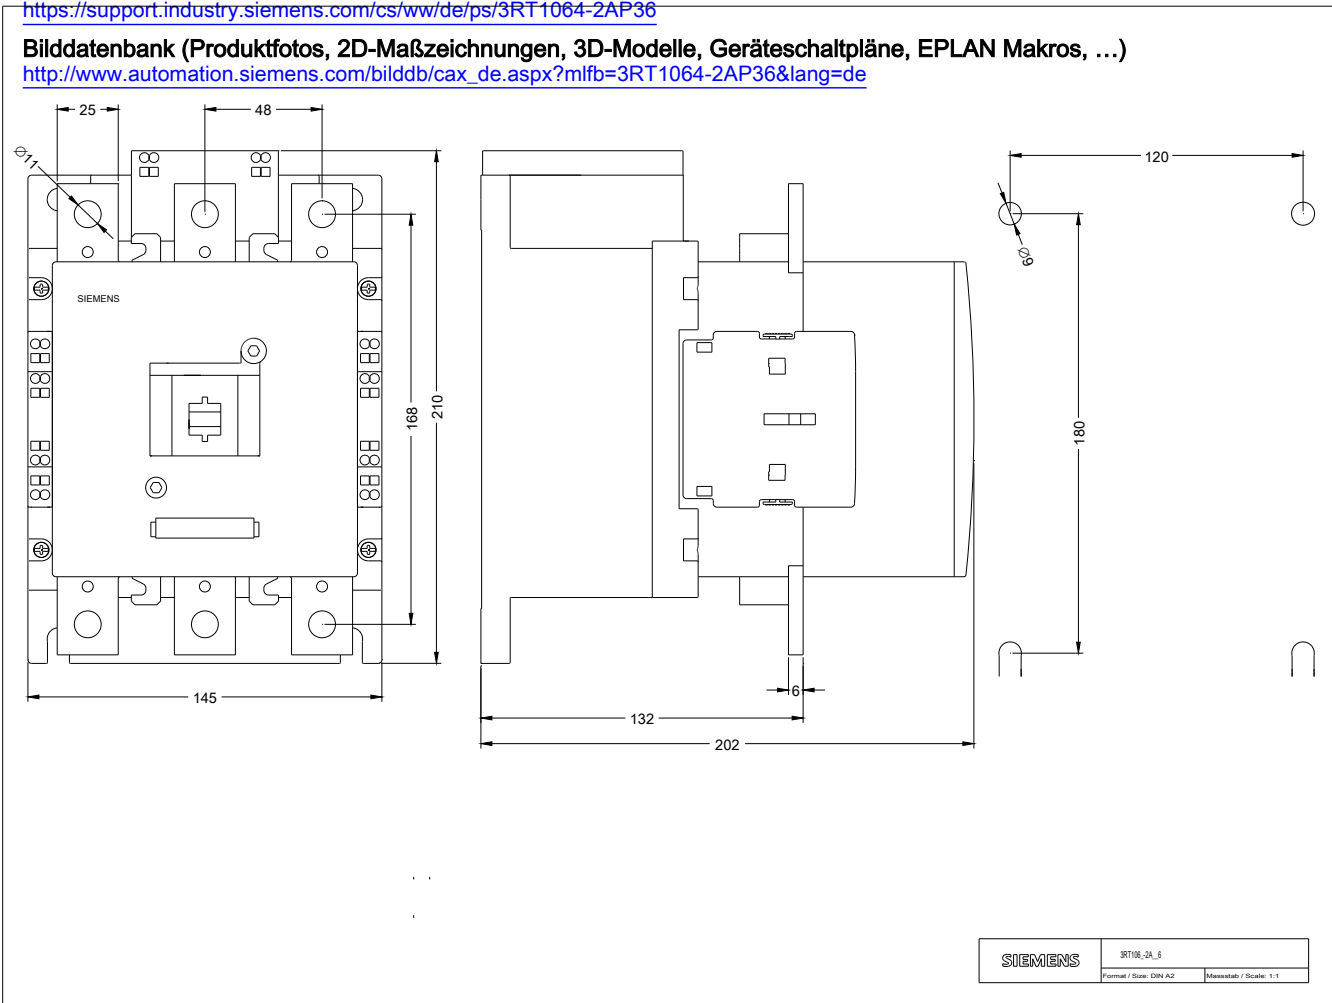 https://support.industry.siemens.com/cs/ww/de/ps/3RT1064-2AP36
Bilddatenbank (Produktfotos, 2D-Maßzeichnungen, 3D-Modelle, Geräteschaltpläne, EPLAN Makros, ...)
http://www.automation.siemens.com/bilddb/cax_de.aspx?mlfb=3RT1064-2AP36&lang=de
25
48
120
Ø11
Ø9
SIEMENS
168
210
180
145
6
132
202
SIEMENS
3RT106_-2A_6
Format / Size: DIN A2
Massstab / Scale: 1:1